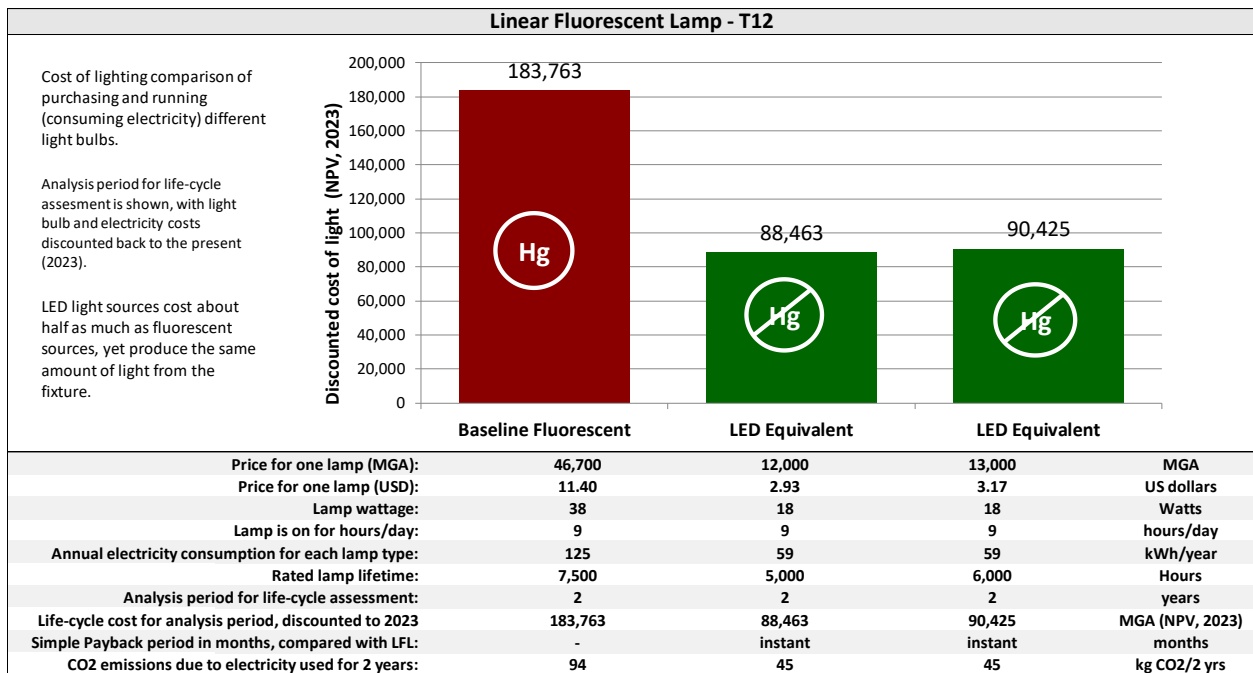 Linear Fluorescent Lamp - T12
Cost of lighting comparison of
purchasing and running
(consuming electricity) different
light bulbs.
Analysis period for life-cycle
assesment is shown, with light
bulb and electricity costs
discounted back to the present
(2023).
LED light sources cost about
half as much as fluorescent
sources, yet produce the same
amount of light from the
fixture.
Discounted cost of light (NPV, 2023)
200,000
180,000
160,000
140,000
120,000
100,000
80,000
60,000
40,000
20,000
0
183,763
88,463
90,425
Hg
Hg
Hg
Baseline Fluorescent LED Equivalent LED Equivalent
Price for one lamp (MGA): 46,700 12,000 13,000 MGA
Price for one lamp (USD): 11.40 2.93 3.17 US dollars
Lamp wattage: 38 18 18 Watts
Lamp is on for hours/day: 9 9 9 hours/day
Annual electricity consumption for each lamp type: 125 59 59 kWh/year
Rated lamp lifetime: 7,500 5,000 6,000 Hours
Analysis period for life-cycle assessment: 2 2 2 years
Life-cycle cost for analysis period, discounted to 2023 183,763 88,463 90,425 MGA (NPV, 2023)
Simple Payback period in months, compared with LFL: - instant instant months
CO2 emissions due to electricity used for 2 years: 94 45 45 kg CO2/2 yrs